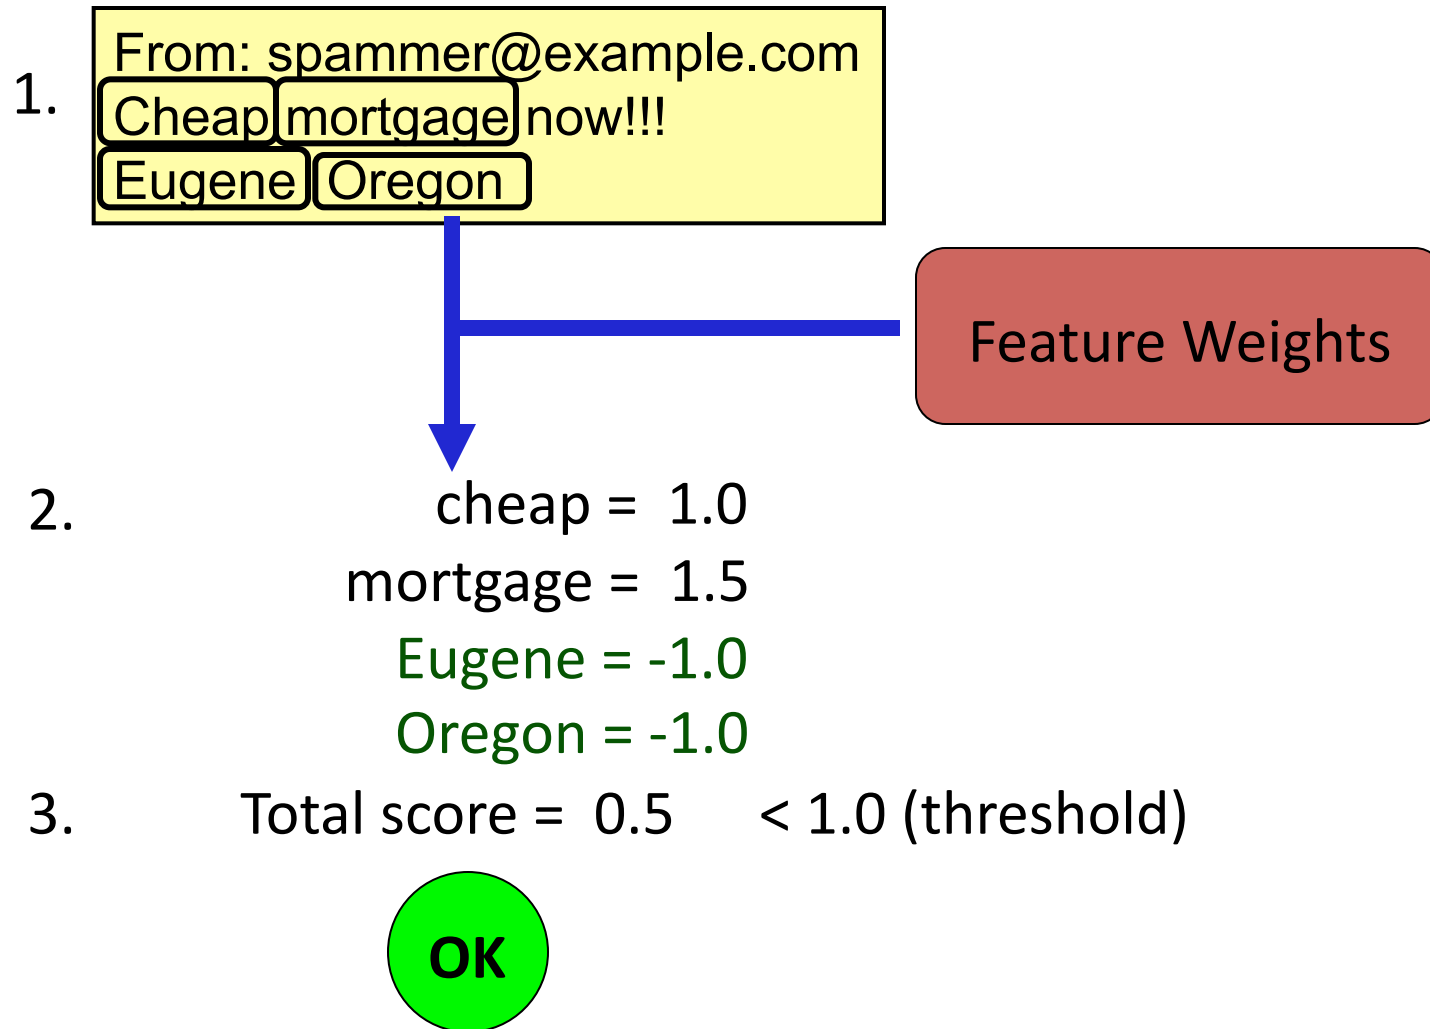 1.
From: spammer@example.com
Cheap mortgage now!!!
Eugene Oregon
Feature Weights
2.
cheap = 1.0
mortgage = 1.5
Eugene = -1.0
Oregon = -1.0
3.
Total score = 0.5 < 1.0 (threshold)
OK